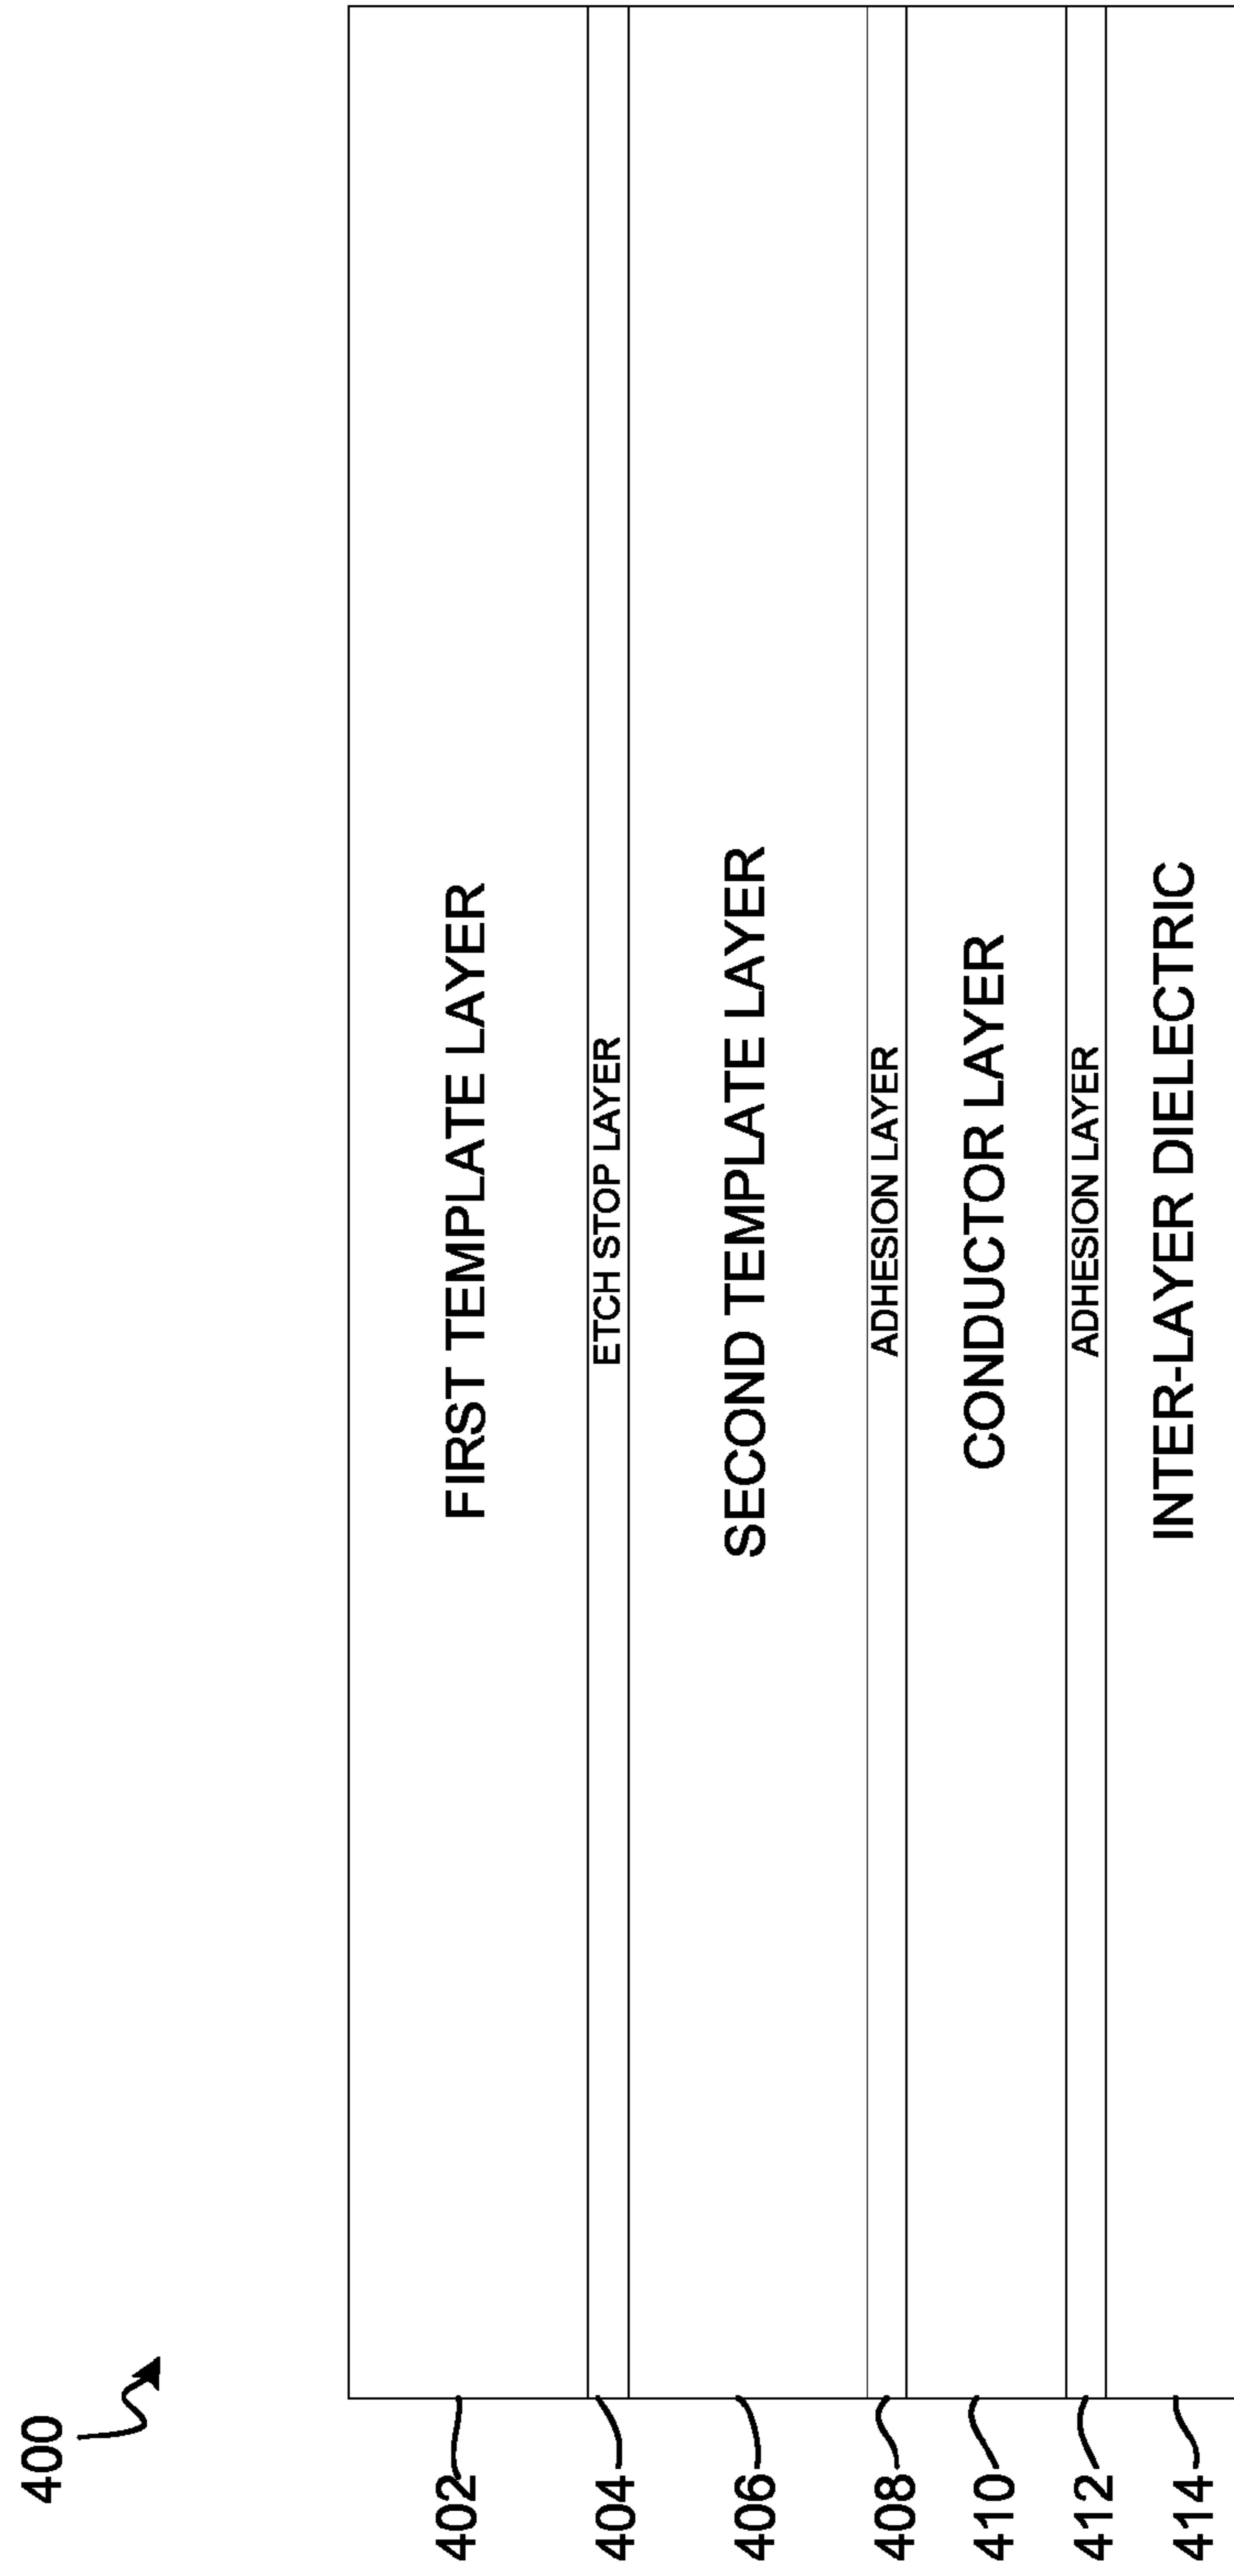 400
402
FIRST TEMPLATE LAYER
404
ETCH STOP LAYER
406
SECOND TEMPLATE LAYER
408
ADHESION LAYER
410
CONDUCTOR LAYER
412
ADHESION LAYER
414
INTER-LAYER DIELECTRIC